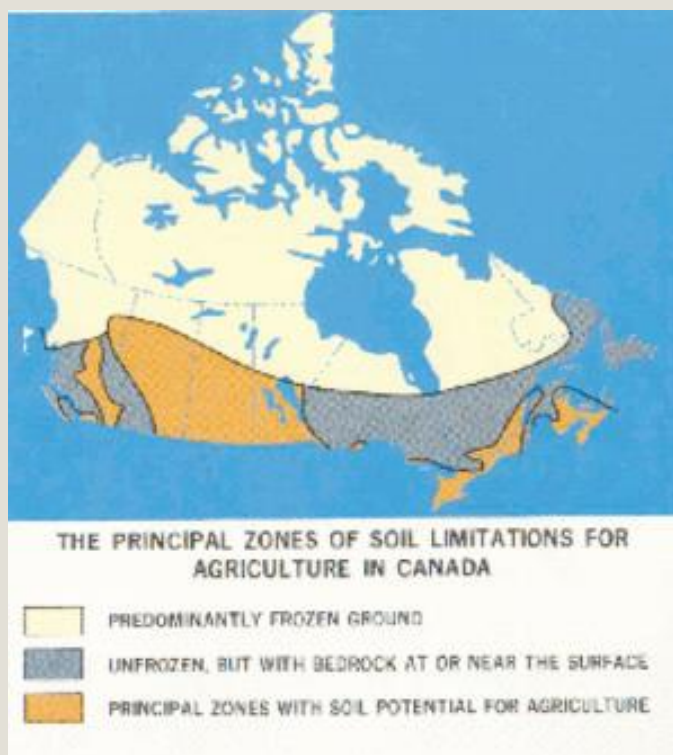 THE PRINCIPAL ZONES OF SOIL LIMITATIONS FOR
AGRICULTURE IN CANADA
PREDOMINANTLY FROZEN GROUND
UNFROZEN, BUT WITH BEDROCK AT OR NEAR THE SURFACE
PRINCIPAL ZONES WITH SOIL POTENTIAL FOR AGRICULTURE